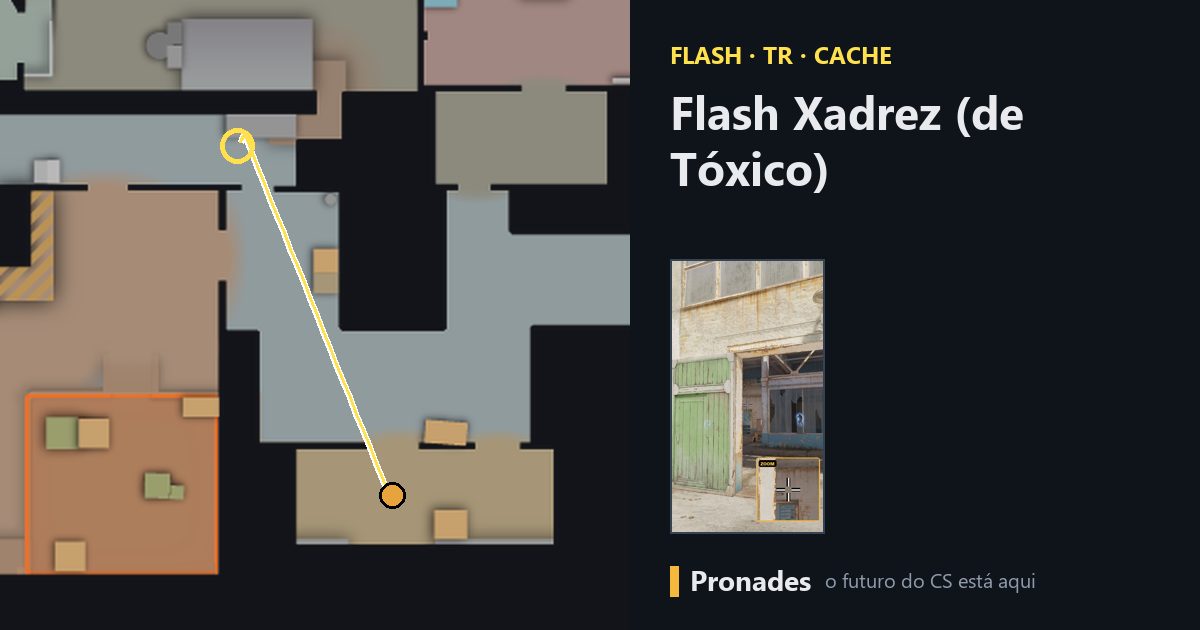 FLASH · TR · CACHE
Flash Xadrez (de
Tóxico)
ZOOM
Pronades o futuro do CS está aqui